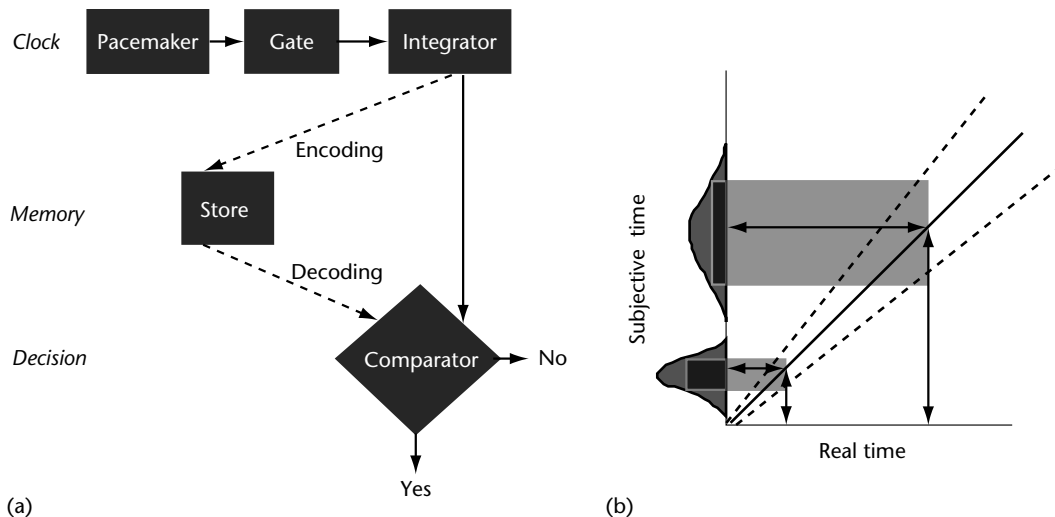 Clock
Pacemaker
Gate
Integrator
Encoding
Memory
Store
Decoding
Decision
Comparator
No
Yes
(a)
Subjective time
Real time
(b)